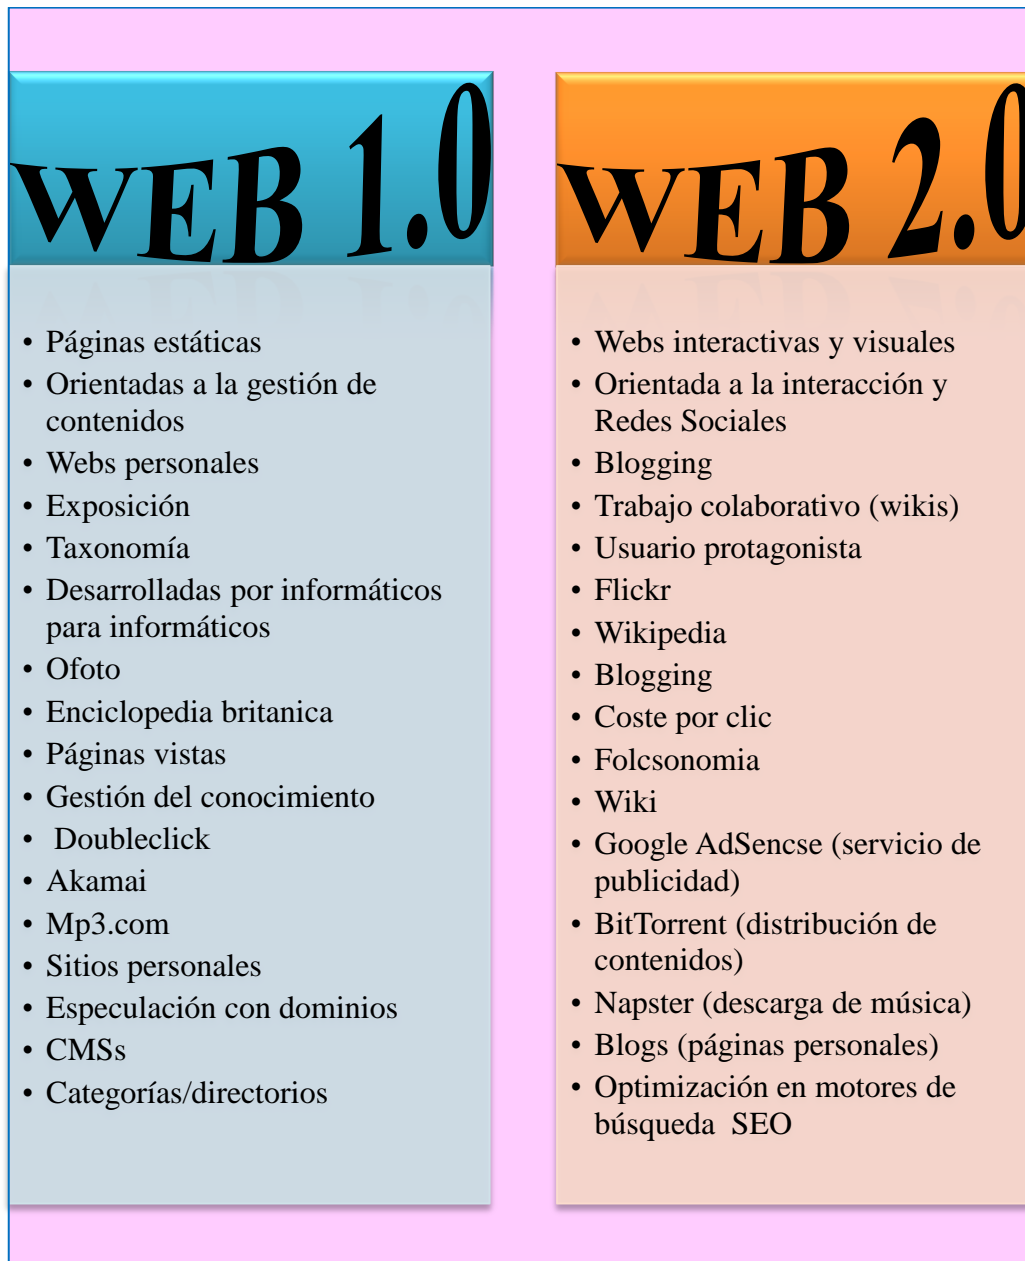 WEB 1.0
• Páginas estáticas
• Orientadas a la gestión de
contenidos
• Webs personales
• Exposición
• Taxonomía
• Desarrolladas por informáticos
para informáticos
• Ofoto
• Enciclopedia britanica
• Páginas vistas
• Gestión del conocimiento
• Doubleclick
• Akamai
• Mp3.com
• Sitios personales
• Especulación con dominios
• CMSs
• Categorías/directorios
WEB 2.0
• Webs interactivas y visuales
• Orientada a la interacción y
Redes Sociales
• Blogging
• Trabajo colaborativo (wikis)
• Usuario protagonista
• Flickr
• Wikipedia
• Blogging
• Coste por clic
• Folcsonomia
• Wiki
• Google AdSencse (servicio de
publicidad)
• BitTorrent (distribución de
contenidos)
• Napster (descarga de música)
• Blogs (páginas personales)
• Optimización en motores de
búsqueda  SEO